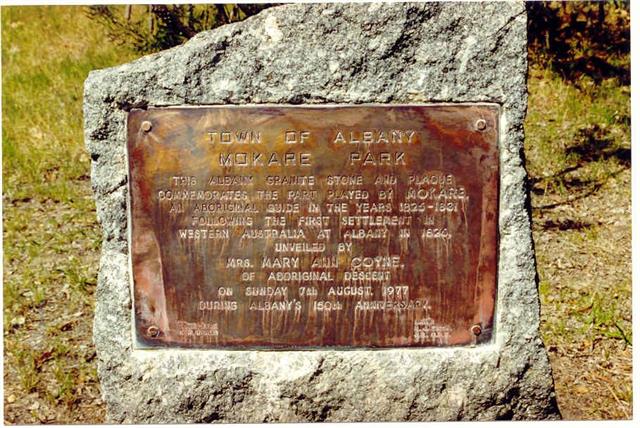 TOWN OF ALBANY
MOKARE PARK
THIS ALBANY GRANITE STONE AND PLAQUE
COMMEMORATES THE PART PLAYED BY MOKARE,
AN ABORIGINAL GUIDE IN THE YEARS 1826-1831
FOLLOWING THE FIRST SETTLEMENT IN
WESTERN AUSTRALIA AT ALBANY IN 1826.
UNVEILED BY
MRS. MARY ANN COYNE,
OF ABORIGINAL DESCENT
ON SUNDAY 7TH AUGUST, 1977
DURING ALBANY'S 150TH ANNIVERSARY.